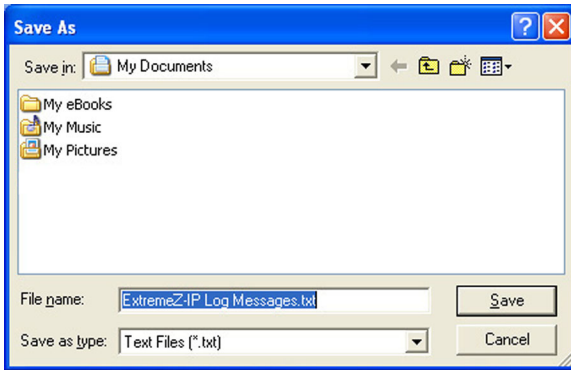 Save As
Save in: My Documents
My eBooks
My Music
My Pictures
File name: ExtremeZ-IP Log Messages.txt Save
Save as type: Text Files (*.txt) Cancel